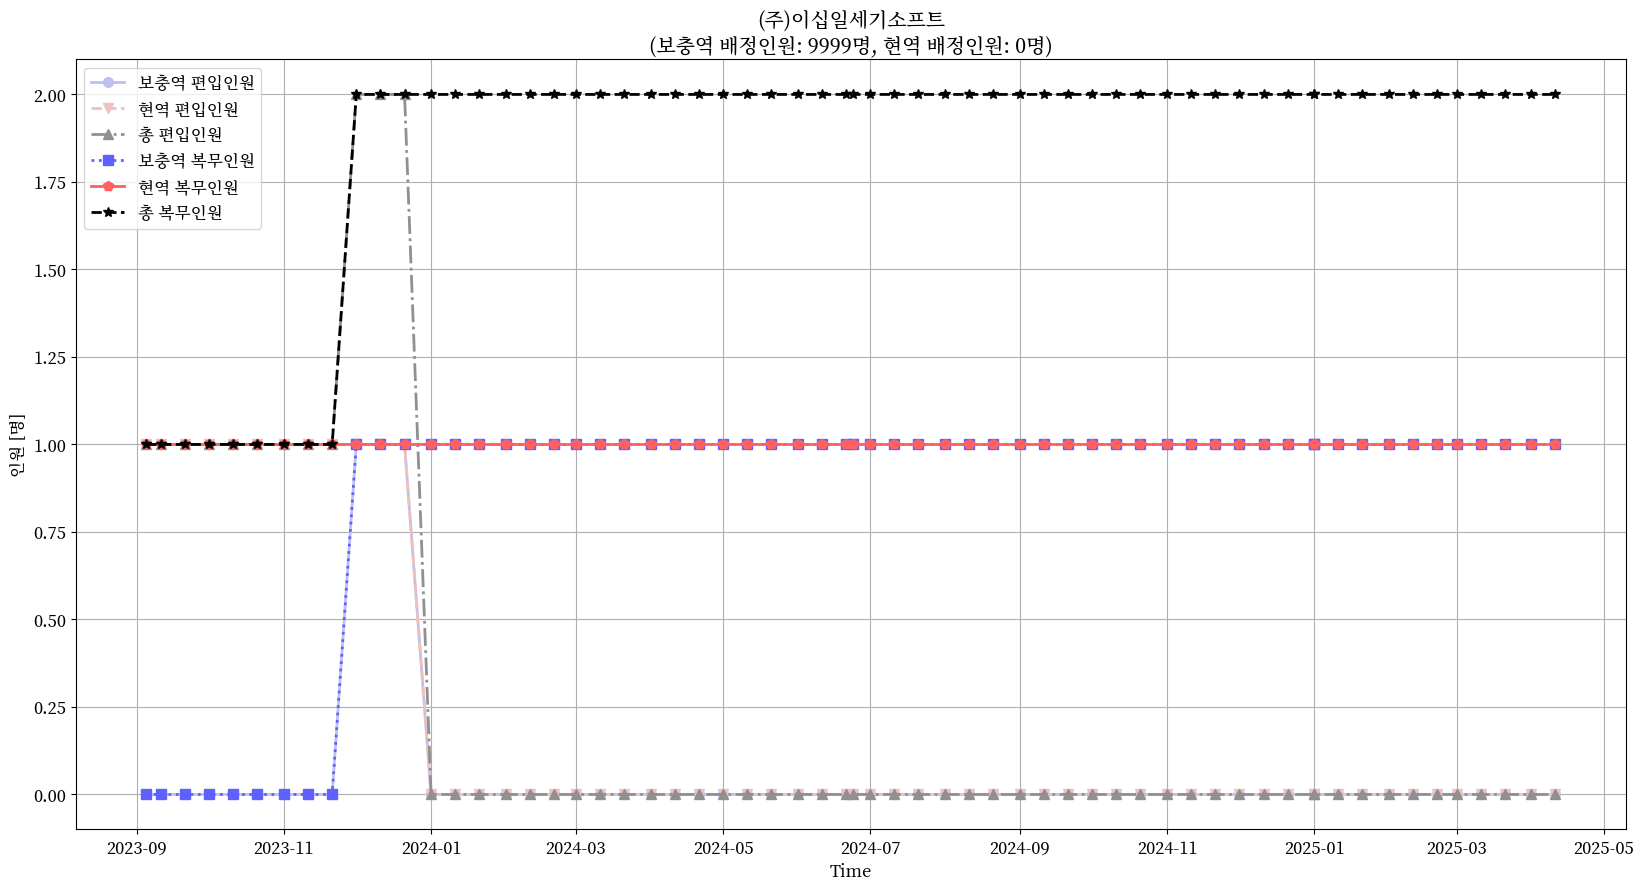 (주)이십일세기소프트
(보충역 배정인원: 9999명, 현역 배정인원: 0명)
보충역 편입인원
현역 편입인원
총 편입인원
보충역 복무인원
현역 복무인원
총 복무인원
인원 [명]
2.00
1.75
1.50
1.25
1.00
0.75
0.50
0.25
0.00
2023-09 2023-11 2024-01 2024-03 2024-05 2024-07 2024-09 2024-11 2025-01 2025-03 2025-05
Time